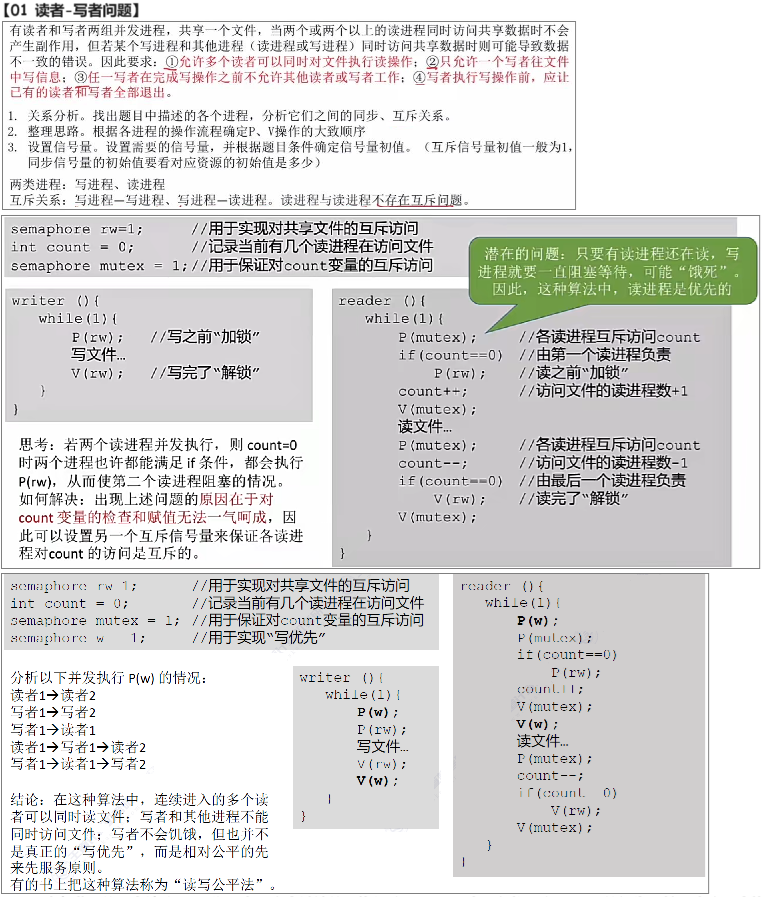 【01 读者-写者问题】
有读者和写者两组并发进程，共享一个文件，当两个或两个以上的读进程同时访问共享数据时不会
产生副作用，但若某个写进程和其他进程（读进程或写进程）同时访问共享数据时则可能导致数据
不一致的错误。因此要求：①允许多个读者可以同时对文件执行读操作；②只允许一个写者往文件
中写信息；③任一写者在完成写操作之前不允许其他读者或写者工作；④写者执行写操作前，应让
已有的读者和写者全部退出。
1. 关系分析。找出题目中描述的各个进程，分析它们之间的同步、互斥关系。
2. 整理思路。根据各进程的操作流程确定P、V操作的大致顺序
3. 设置信号量。设置需要的信号量，并根据题目条件确定信号量初值。（互斥信号量初值一般为1，
同步信号量的初始值要看对应资源的初始值是多少）
两类进程：写进程、读进程
互斥关系：写进程—写进程、写进程—读进程。读进程与读进程不存在互斥问题。
semaphore rw=1; //用于实现对共享文件的互斥访问
int count = 0; //记录当前有几个读进程在访问文件
semaphore mutex = 1;//用于保证对count变量的互斥访问
潜在的问题：只要有读进程还在读，写
进程就要一直阻塞等待，可能“饿死”。
因此，这种算法中，读进程是优先的
writer (){
while(1){
P(rw); //写之前“加锁”
写文件…
V(rw); //写完了“解锁”
}
}
reader (){
while(1){
P(mutex); //各读进程互斥访问count
if(count==0) //由第一个读进程负责
P(rw); //读之前“加锁”
count++; //访问文件的读进程数+1
V(mutex);
读文件…
P(mutex); //各读进程互斥访问count
count--; //访问文件的读进程数-1
if(count==0) //由最后一个读进程负责
V(rw); //读完了“解锁”
V(mutex);
}
}
思考：若两个读进程并发执行，则 count=0
时两个进程也许都能满足 if 条件，都会执行
P(rw)，从而使第二个读进程阻塞的情况。
如何解决：出现上述问题的原因在于对
count 变量的检查和赋值无法一气呵成，因
此可以设置另一个互斥信号量来保证各读进
程对count 的访问是互斥的。
semaphore rw 1; //用于实现对共享文件的互斥访问
int count = 0; //记录当前有几个读进程在访问文件
semaphore mutex = 1; //用于保证对count变量的互斥访问
semaphore w 1; //用于实现“写优先”
分析以下并发执行 P(w) 的情况：
读者1→读者2
写者1→写者2
写者1→读者1
读者1→写者1→读者2
写者1→读者1→写者2
结论：在这种算法中，连续进入的多个读
者可以同时读文件；写者和其他进程不能
同时访问文件；写者不会饥饿，但也并不
是真正的“写优先”，而是相对公平的先
来先服务原则。
有的书上把这种算法称为“读写公平法”。
writer (){
while(1){
P(w);
P(rw);
写文件…
V(rw);
V(w);
}
}
reader (){
while(1{
P(w);
P(mutex);
if(count==0)
P(rw);
count++;
V(mutex);
V(w);
读文件…
P(mutex);
count--;
if(count 0)
V(rw);
V(mutex);
}
}